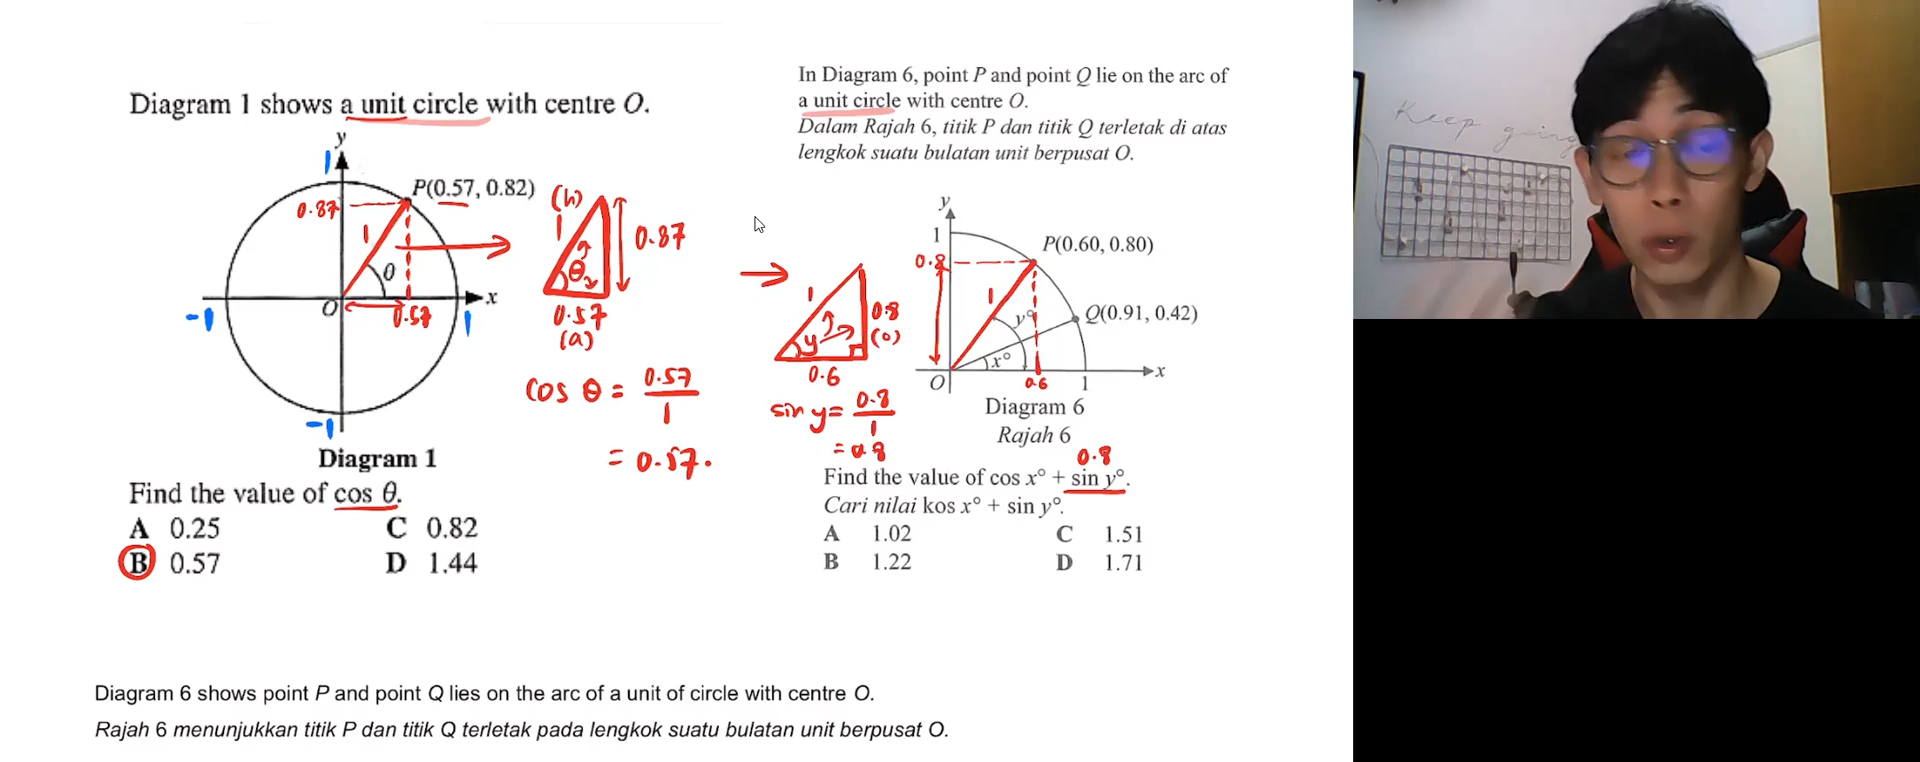 Diagram 1 shows a unit circle with centre O.
y
1
P(0.57, 0.82)
0.87
1
θ
O
x
0.57
-1
1
-1
Diagram 1
(h)
1
0.87
θ
0.57
(a)
cos θ = 0.57
1
= 0.57.
Find the value of cos θ.
A 0.25
C 0.82
B 0.57
D 1.44
In Diagram 6, point P and point Q lie on the arc of
a unit circle with centre O.
Dalam Rajah 6, titik P dan titik Q terletak di atas
lengkok suatu bulatan unit berpusat O.
y
1
P(0.60, 0.80)
0.8
1
Q(0.91, 0.42)
y°
x°
O
0.6
1
x
1
0.8
(o)
y
0.6
sin y = 0.8
1
= 0.8
Diagram 6
Rajah 6
0.8
Find the value of cos x° + sin y°.
Cari nilai kos x° + sin y°.
A 1.02
C 1.51
B 1.22
D 1.71
Diagram 6 shows point P and point Q lies on the arc of a unit of circle with centre O.
Rajah 6 menunjukkan titik P dan titik Q terletak pada lengkok suatu bulatan unit berpusat O.
Keep going